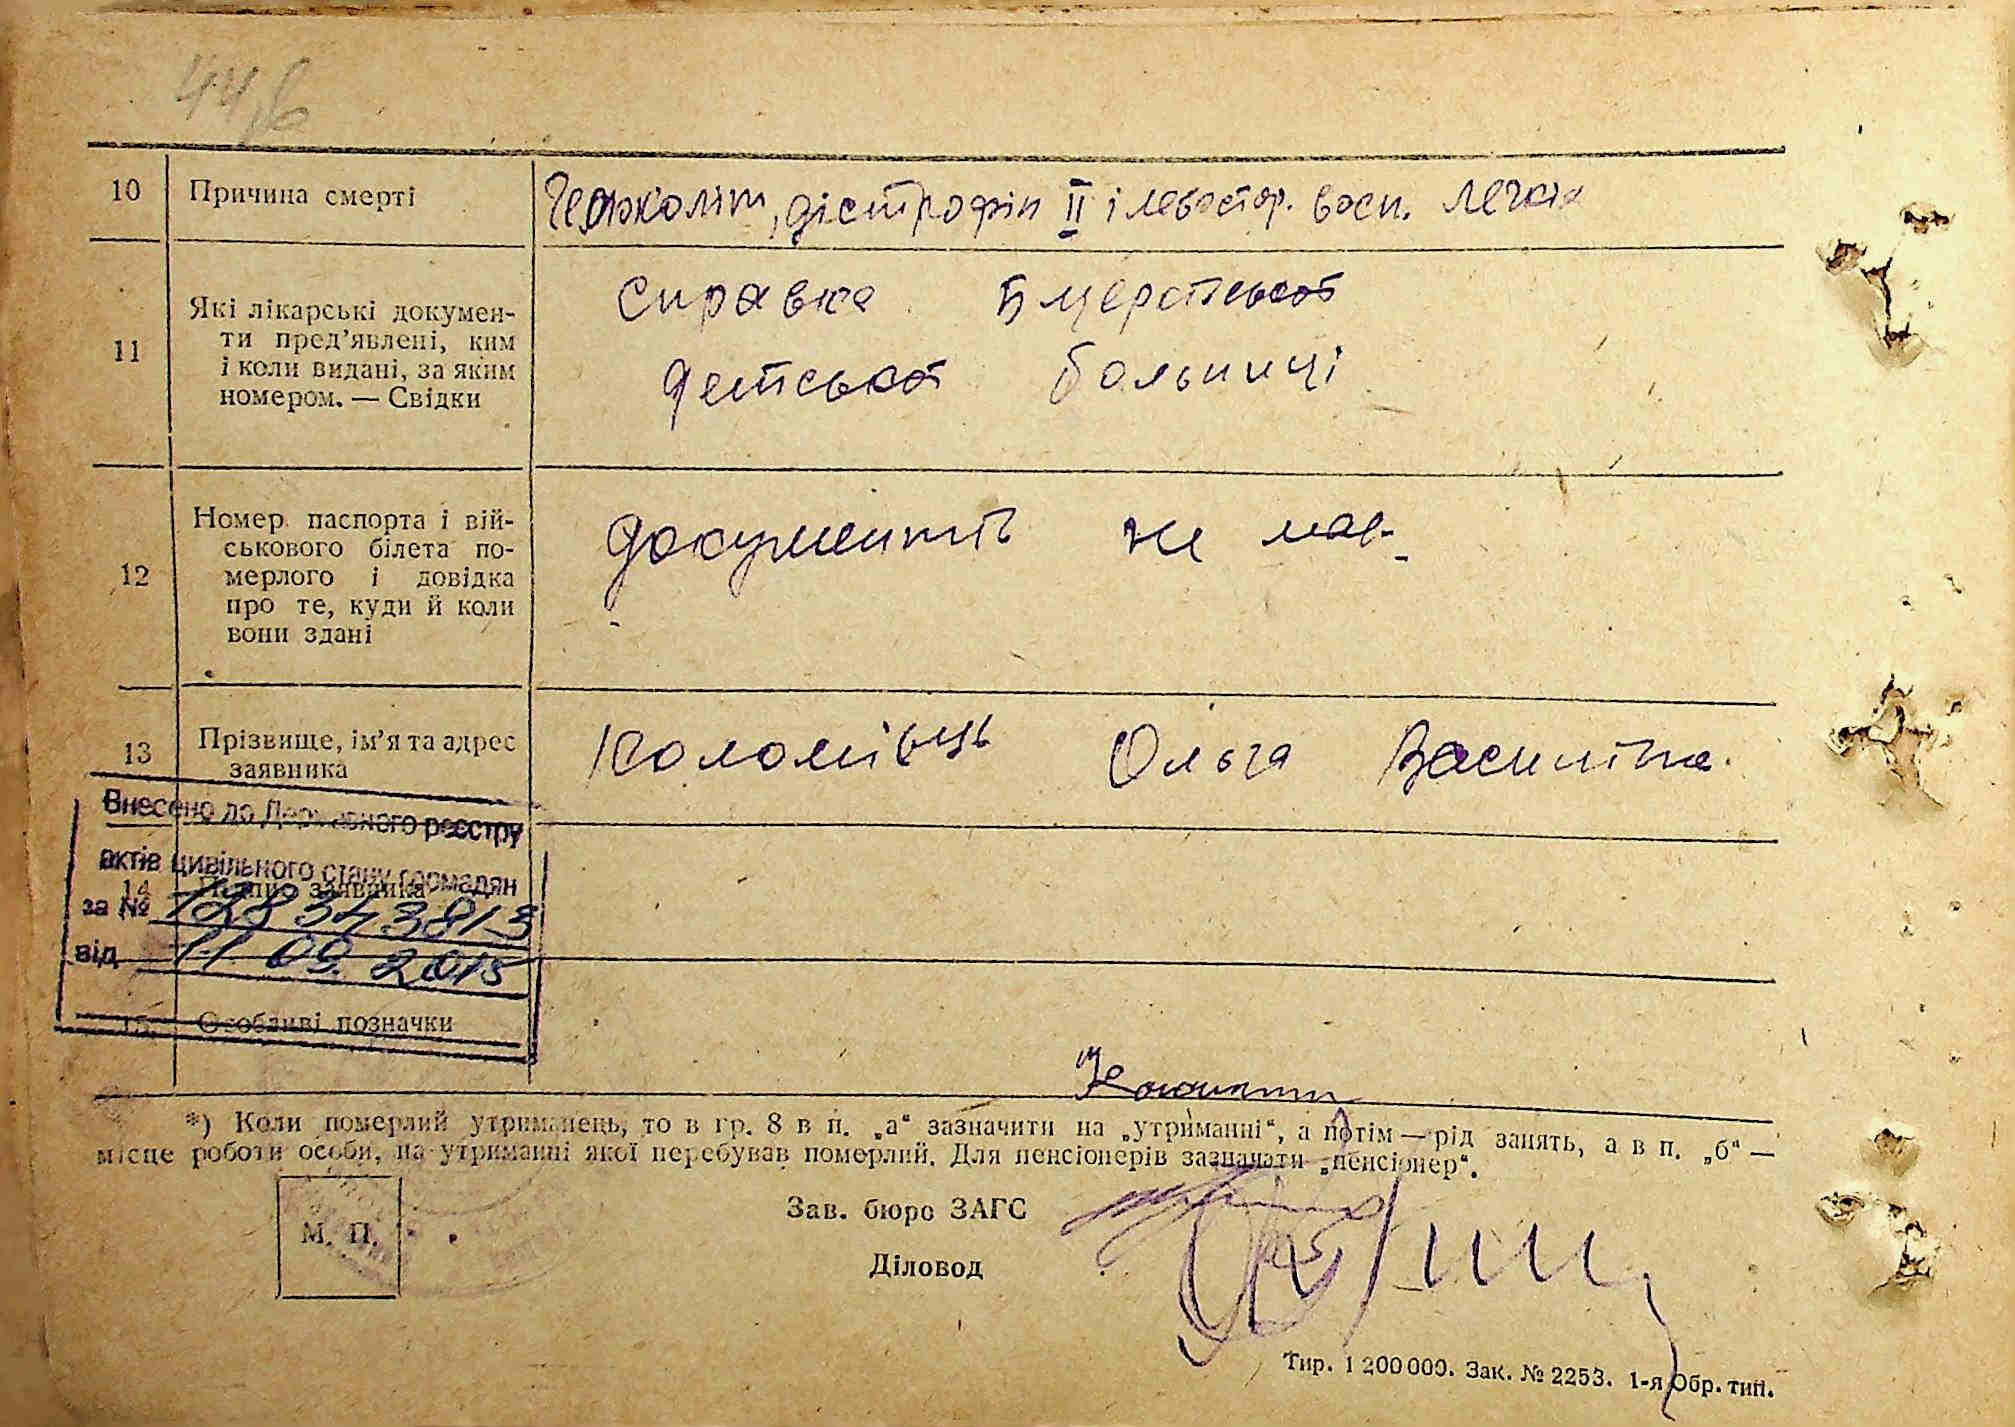 10 Причина смерті дістрофія II і левостор. восп. легких
11 Які лікарські докумен-
ти пред'явлені, ким
і коли видані, за яким
номером. — Свідки
Справка
детської больниці
12 Номер паспорта і вій-
ськового білета по-
мерлого і довідка
про те, куди й коли
вони здані
документів не має
13 Прізвище, ім'я та адрес
заявника
Коломієць Ольга Василівна
Внесено до Державного реєстру
актів цивільного стану громадян
14 Підпис заявника
за № 128343813
від 11 09. 2015
15 Особливі позначки
*) Коли померлий утриманець, то в гр. 8 в п. „а“ зазначити на „утриманні“, а потім — рід занять, а в п. „б“ —
місце роботи особи, на утриманні якої перебував померлий. Для пенсіонерів зазначати „пенсіонер“.
М. П.
Зав. бюро ЗАГС
Діловод
Тир. 1 200 000. Зак. № 2253. 1-я Обр. тип.